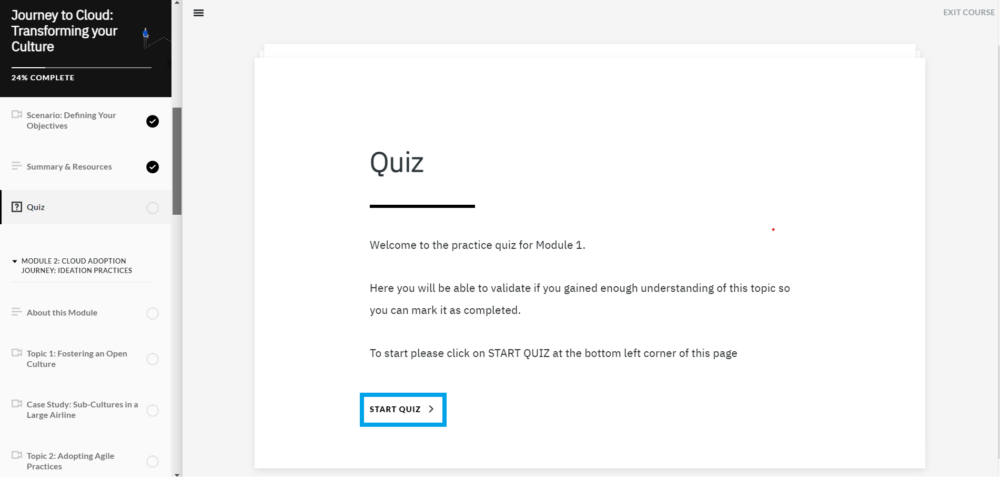 Journey to Cloud:
Transforming your
Culture
24% COMPLETE
Scenario: Defining Your
Objectives
Summary & Resources
Quiz
MODULE 2: CLOUD ADOPTION
JOURNEY: IDEATION PRACTICES
About this Module
Topic 1: Fostering an Open
Culture
Case Study: Sub-Cultures in a
Large Airline
Topic 2: Adopting Agile
Practices
EXIT COURSE
Quiz
Welcome to the practice quiz for Module 1.
Here you will be able to validate if you gained enough understanding of this topic so
you can mark it as completed.
To start please click on START QUIZ at the bottom left corner of this page
START QUIZ